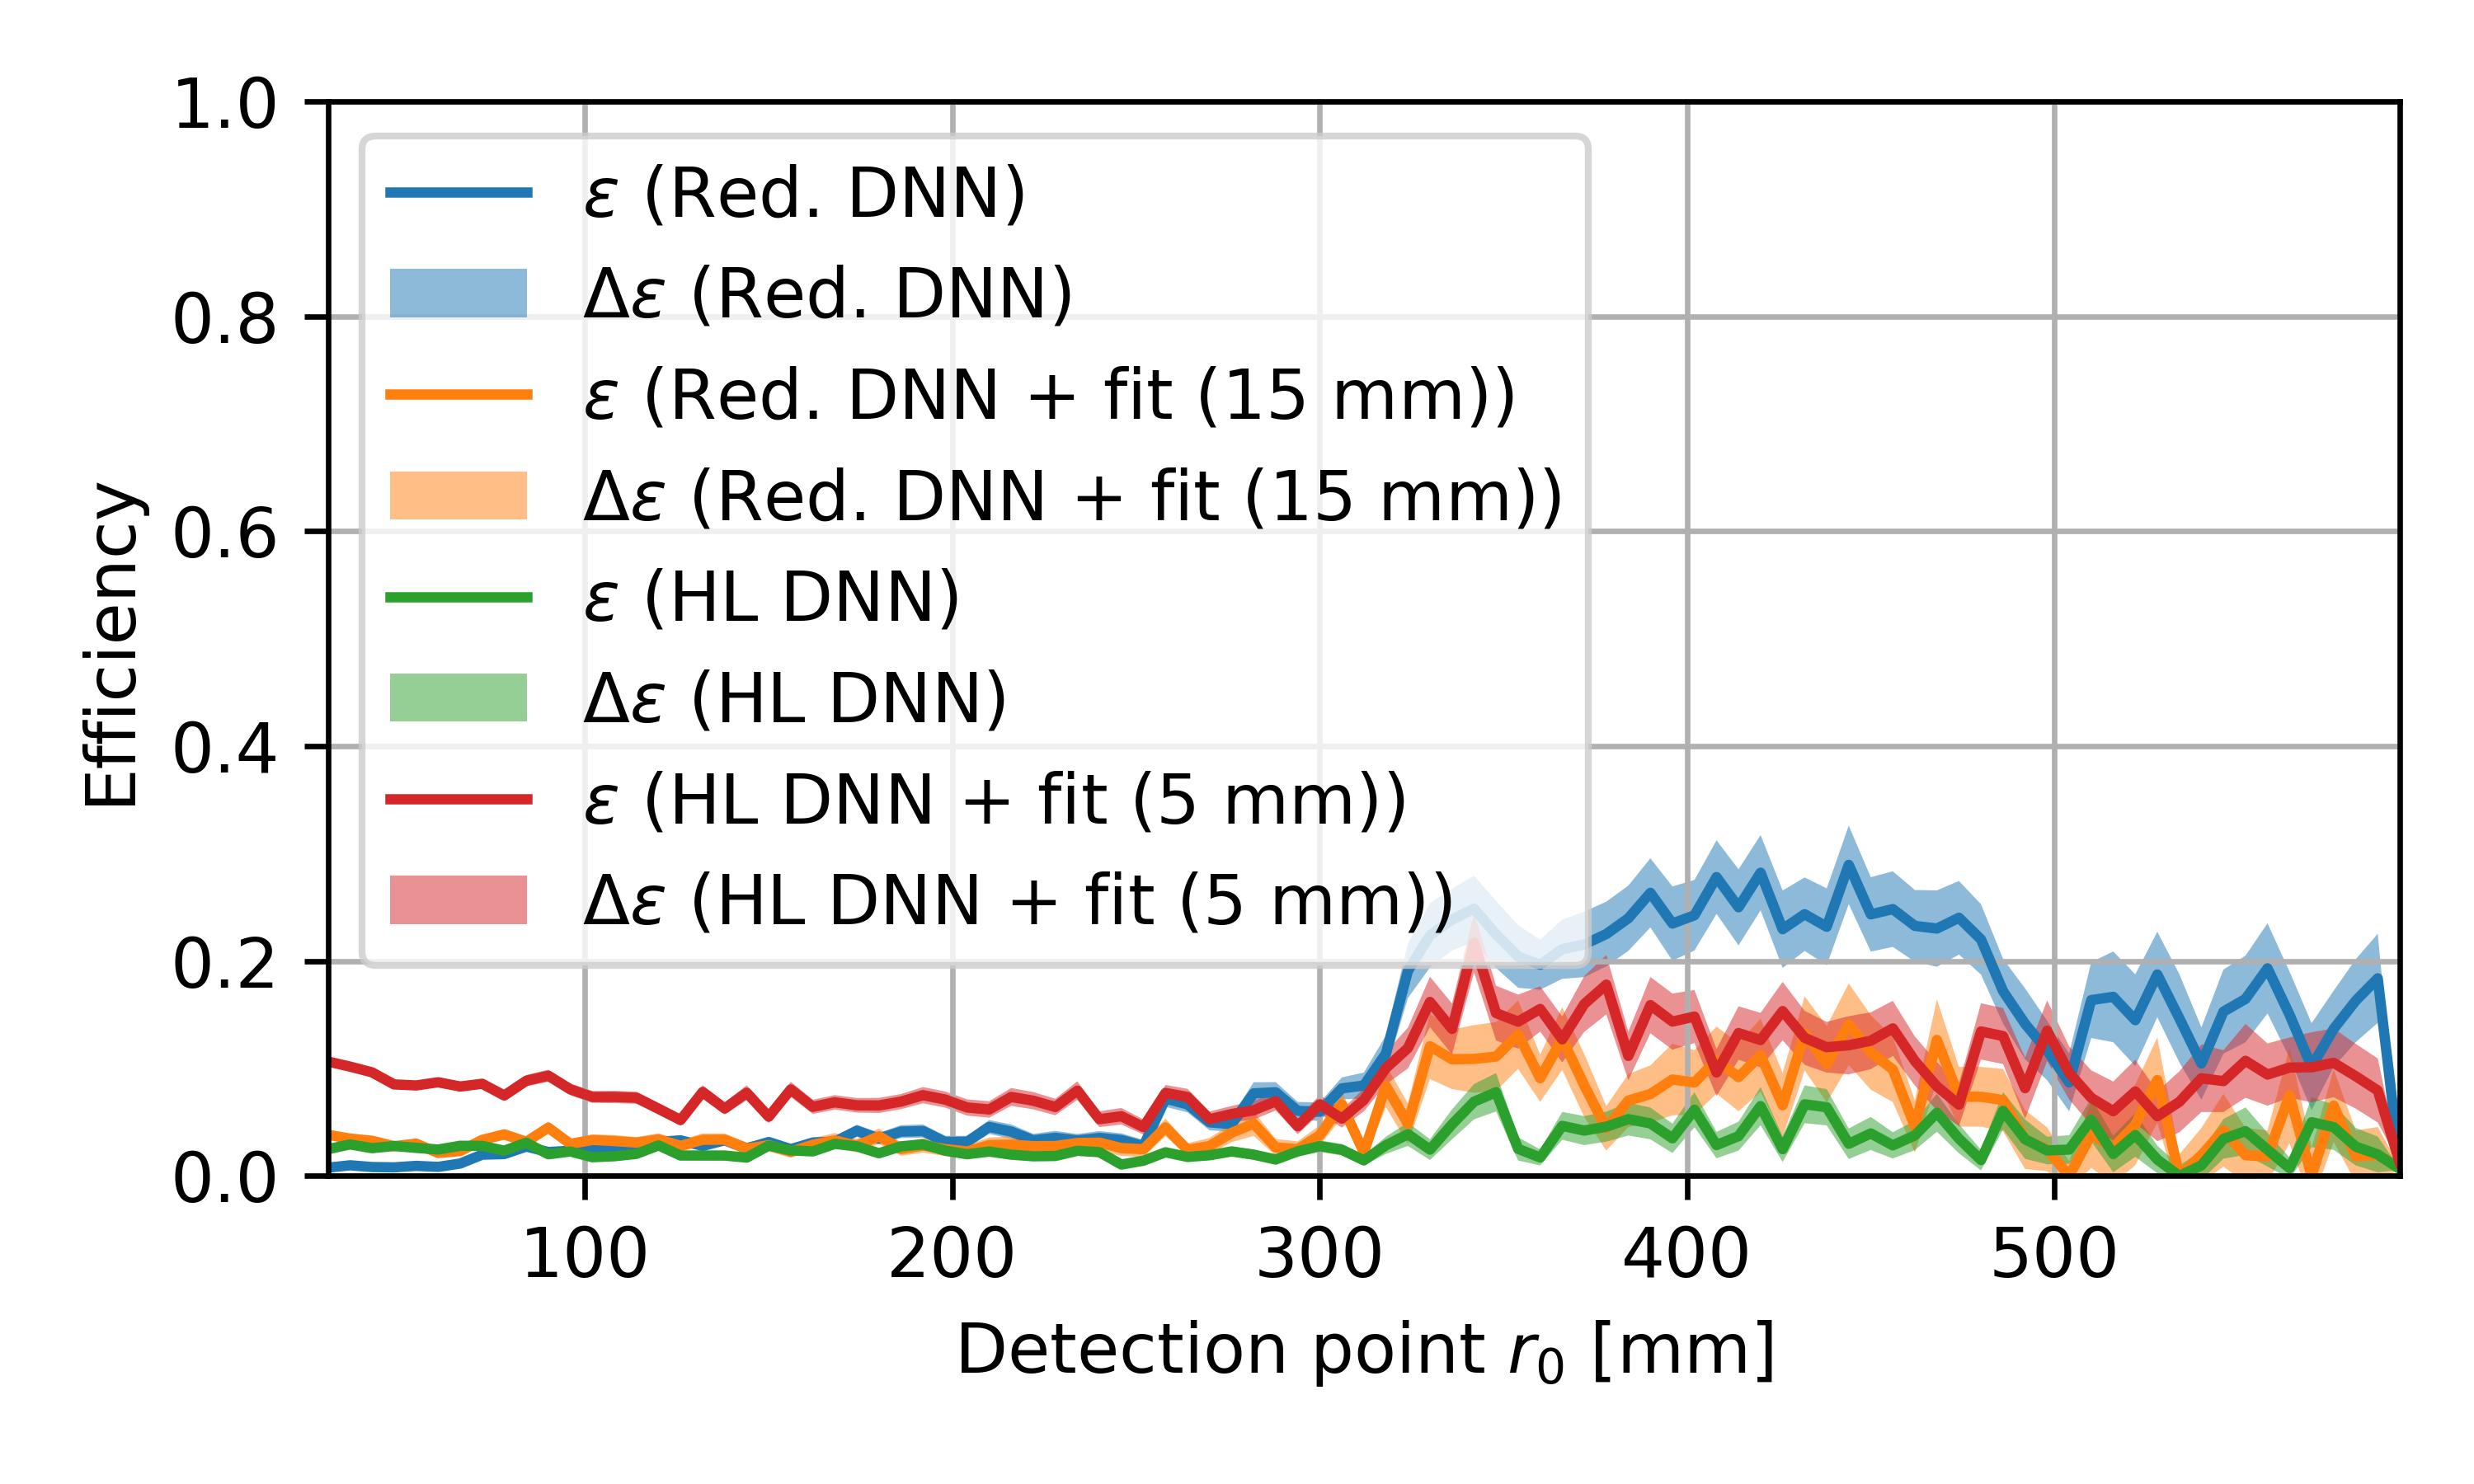 1.0
0.8
0.6
0.4
0.2
0.0
Efficiency
ε (Red. DNN)
Δε (Red. DNN)
ε (Red. DNN + fit (15 mm))
Δε (Red. DNN + fit (15 mm))
ε (HL DNN)
Δε (HL DNN)
ε (HL DNN + fit (5 mm))
Δε (HL DNN + fit (5 mm))
100 200 300 400 500
Detection point r₀ [mm]